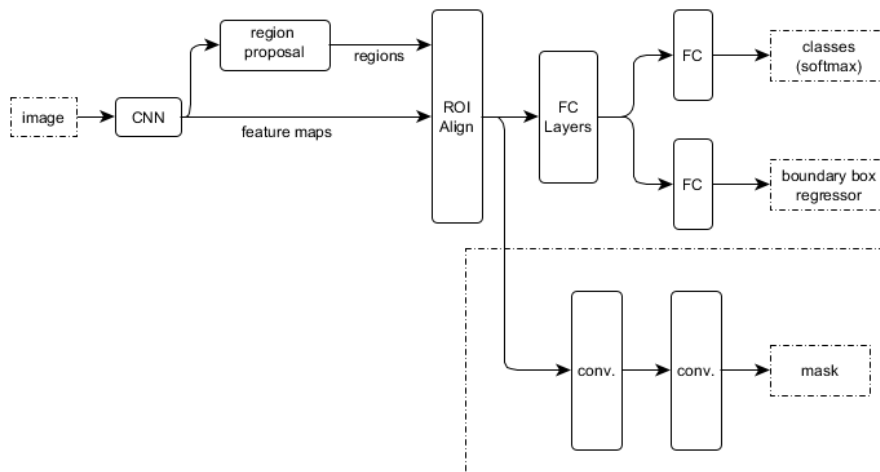 region
proposal
regions
image
CNN
feature maps
ROI
Align
FC
Layers
FC
classes
(softmax)
FC
boundary box
regressor
conv.
conv.
mask